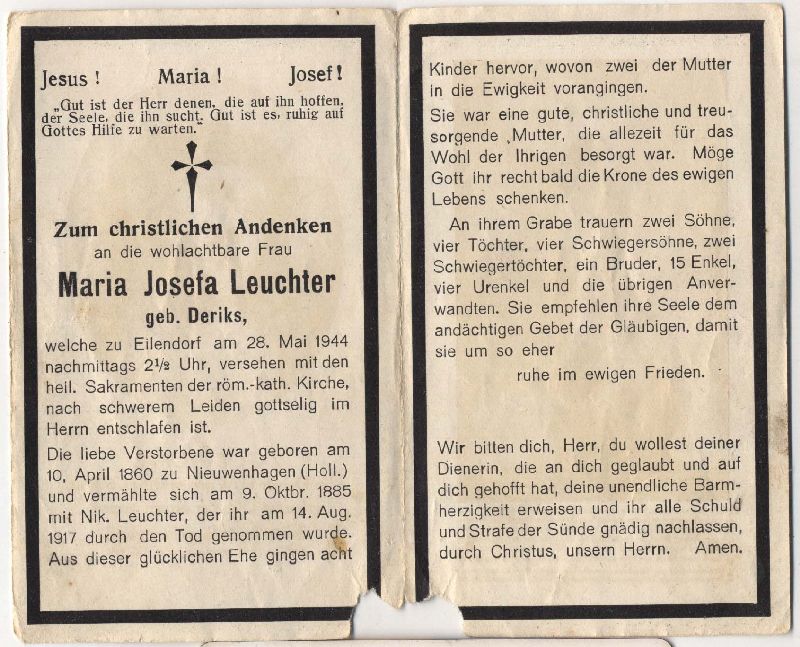 Jesus ! Maria ! Josef !
„Gut ist der Herr denen, die auf ihn hoffen,
der Seele, die ihn sucht. Gut ist es, ruhig auf
Gottes Hilfe zu warten."
Zum christlichen Andenken
an die wohlachtbare Frau
Maria Josefa Leuchter
geb. Deriks,
welche zu Eilendorf am 28. Mai 1944
nachmittags 2½ Uhr, versehen mit den
heil. Sakramenten der röm.-kath. Kirche,
nach schwerem Leiden gottselig im
Herrn entschlafen ist.
Die liebe Verstorbene war geboren am
10. April 1860 zu Nieuwenhagen (Holl.)
und vermählte sich am 9. Oktbr. 1885
mit Nik. Leuchter, der ihr am 14. Aug.
1917 durch den Tod genommen wurde.
Aus dieser glücklichen Ehe gingen acht
Kinder hervor, wovon zwei der Mutter
in die Ewigkeit vorangingen.
Sie war eine gute, christliche und treu-
sorgende Mutter, die allezeit für das
Wohl der Ihrigen besorgt war. Möge
Gott ihr recht bald die Krone des ewigen
Lebens schenken.
An ihrem Grabe trauern zwei Söhne,
vier Töchter, vier Schwiegersöhne, zwei
Schwiegertöchter, ein Bruder, 15 Enkel,
vier Urenkel und die übrigen Anver-
wandten. Sie empfehlen ihre Seele dem
andächtigen Gebet der Gläubigen, damit
sie um so eher
ruhe im ewigen Frieden.
Wir bitten dich, Herr, du wollest deiner
Dienerin, die an dich geglaubt und auf
dich gehofft hat, deine unendliche Barm-
herzigkeit erweisen und ihr alle Schuld
und Strafe der Sünde gnädig nachlassen,
durch Christus, unsern Herrn. Amen.